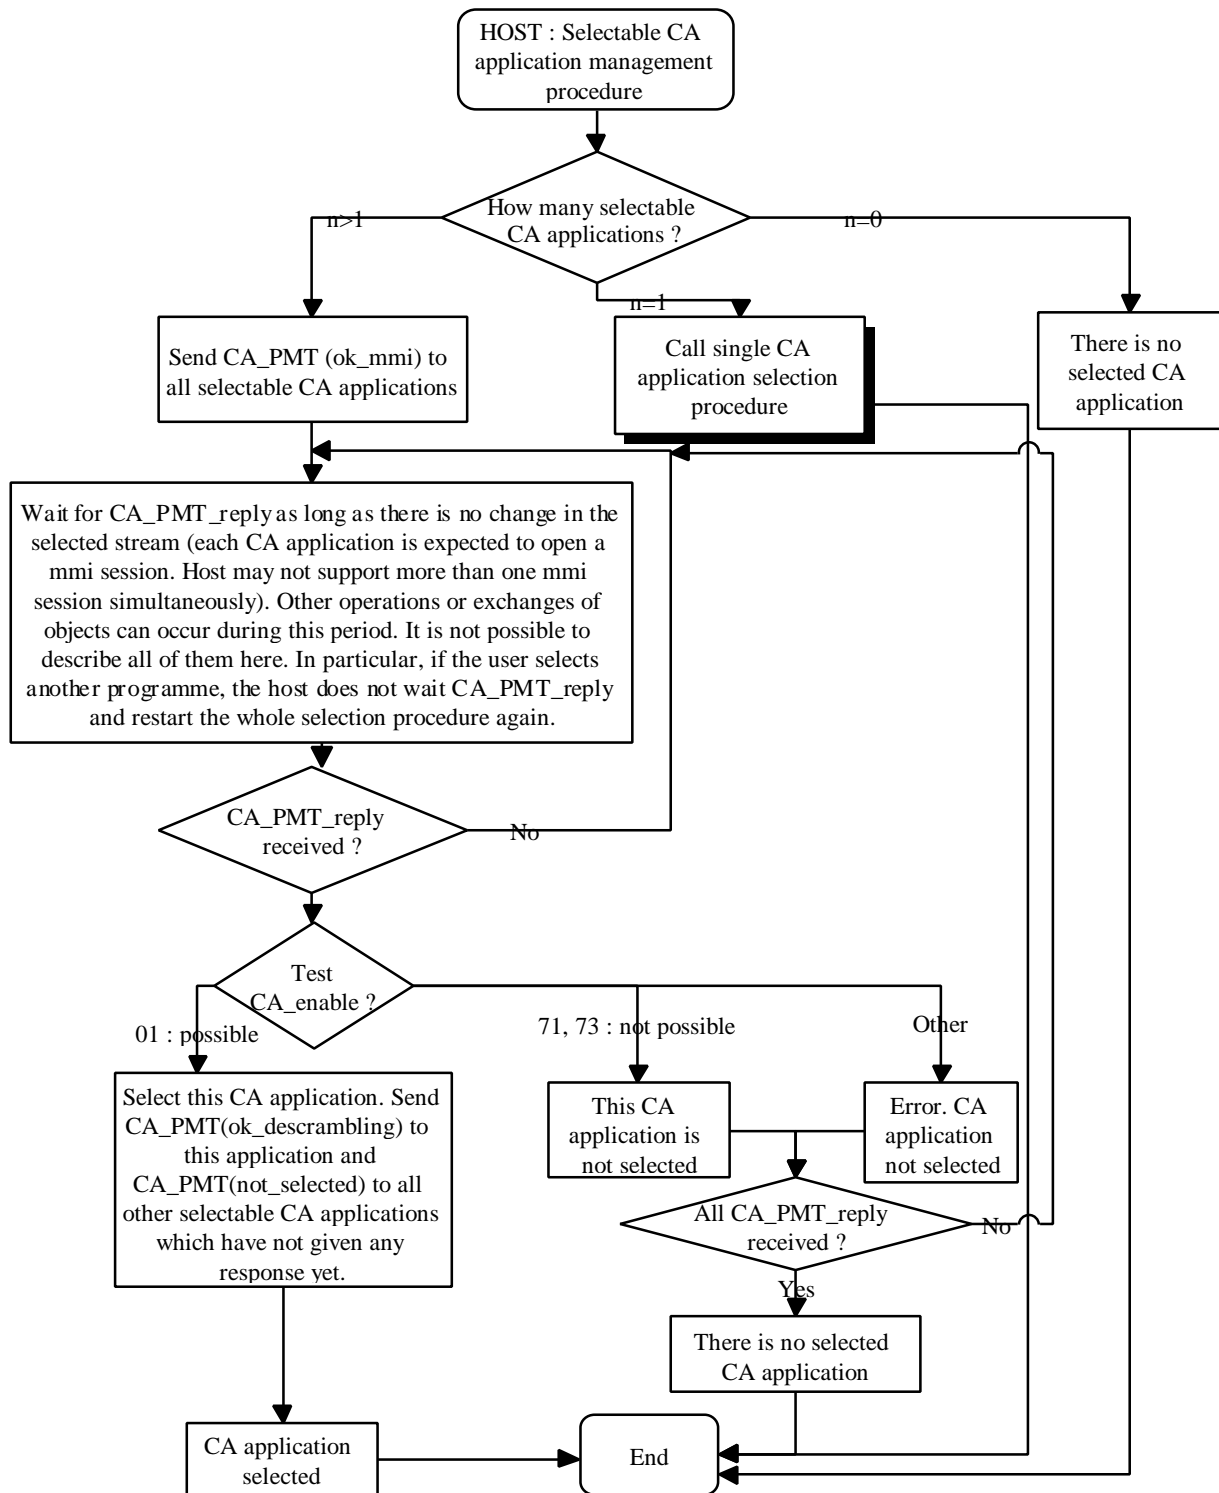 HOST : Selectable CA
application management
procedure
How many selectable
CA applications ?
n>1
n=0
n=1
Send CA_PMT (ok_mmi) to
all selectable CA applications
Call single CA
application selection
procedure
There is no
selected CA
application
Wait for CA_PMT_reply as long as there is no change in the
selected stream (each CA application is expected to open a
mmi session. Host may not support more than one mmi
session simultaneously). Other operations or exchanges of
objects can occur during this period. It is not possible to
describe all of them here. In particular, if the user selects
another programme, the host does not wait CA_PMT_reply
and restart the whole selection procedure again.
CA_PMT_reply
received ?
No
Test
CA_enable ?
01 : possible
71, 73 : not possible
Other
Select this CA application. Send
CA_PMT(ok_descrambling) to
this application and
CA_PMT(not_selected) to all
other selectable CA applications
which have not given any
response yet.
This CA
application is
not selected
Error. CA
application
not selected
All CA_PMT_reply
received ?
No
Yes
There is no selected
CA application
CA application
selected
End